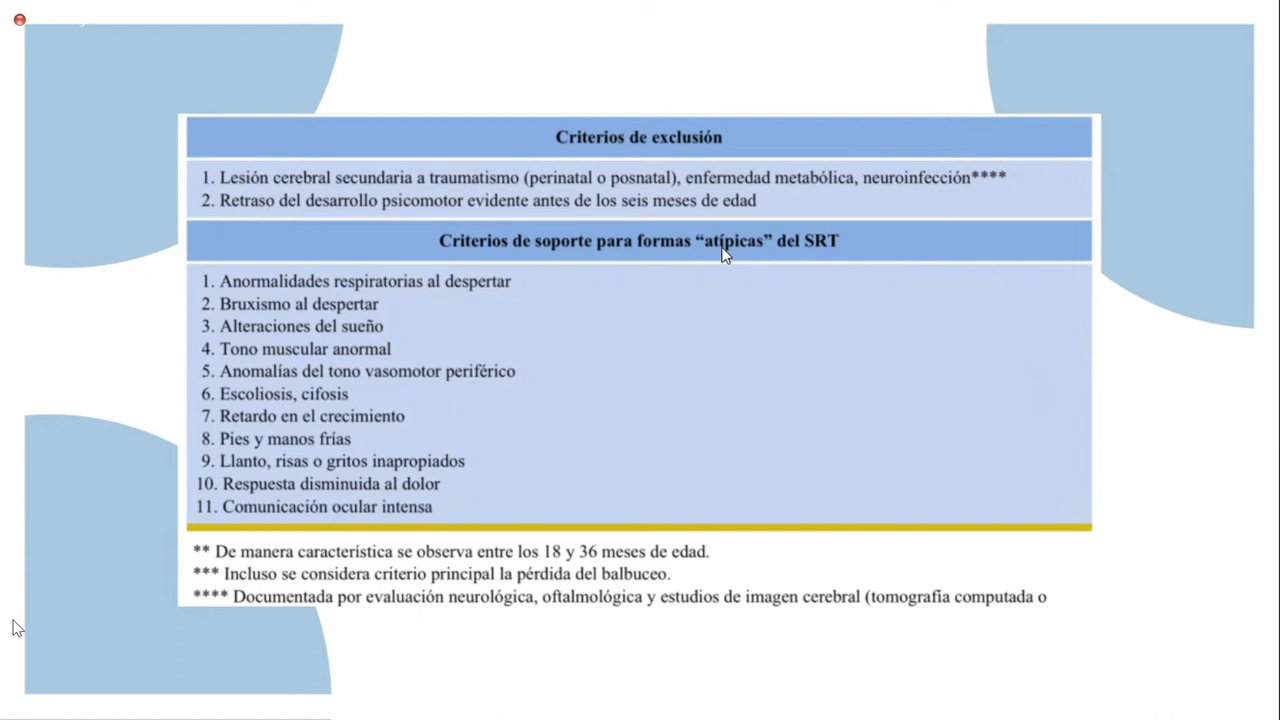 Criterios de exclusión
1. Lesión cerebral secundaria a traumatismo (perinatal o posnatal), enfermedad metabólica, neuroinfección****
2. Retraso del desarrollo psicomotor evidente antes de los seis meses de edad
Criterios de soporte para formas “atípicas” del SRT
1. Anormalidades respiratorias al despertar
2. Bruxismo al despertar
3. Alteraciones del sueño
4. Tono muscular anormal
5. Anomalías del tono vasomotor periférico
6. Escoliosis, cifosis
7. Retardo en el crecimiento
8. Pies y manos frías
9. Llanto, risas o gritos inapropiados
10. Respuesta disminuida al dolor
11. Comunicación ocular intensa
** De manera característica se observa entre los 18 y 36 meses de edad.
*** Incluso se considera criterio principal la pérdida del balbuceo.
**** Documentada por evaluación neurológica, oftalmológica y estudios de imagen cerebral (tomografía computada o